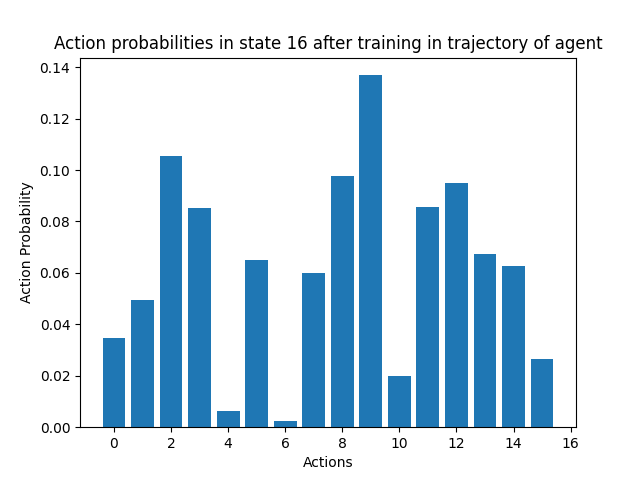 Action probabilities in state 16 after training in trajectory of agent
0.14
0.12
0.10
0.08
0.06
0.04
0.02
0.00
Action Probability
0 2 4 6 8 10 12 14 16
Actions